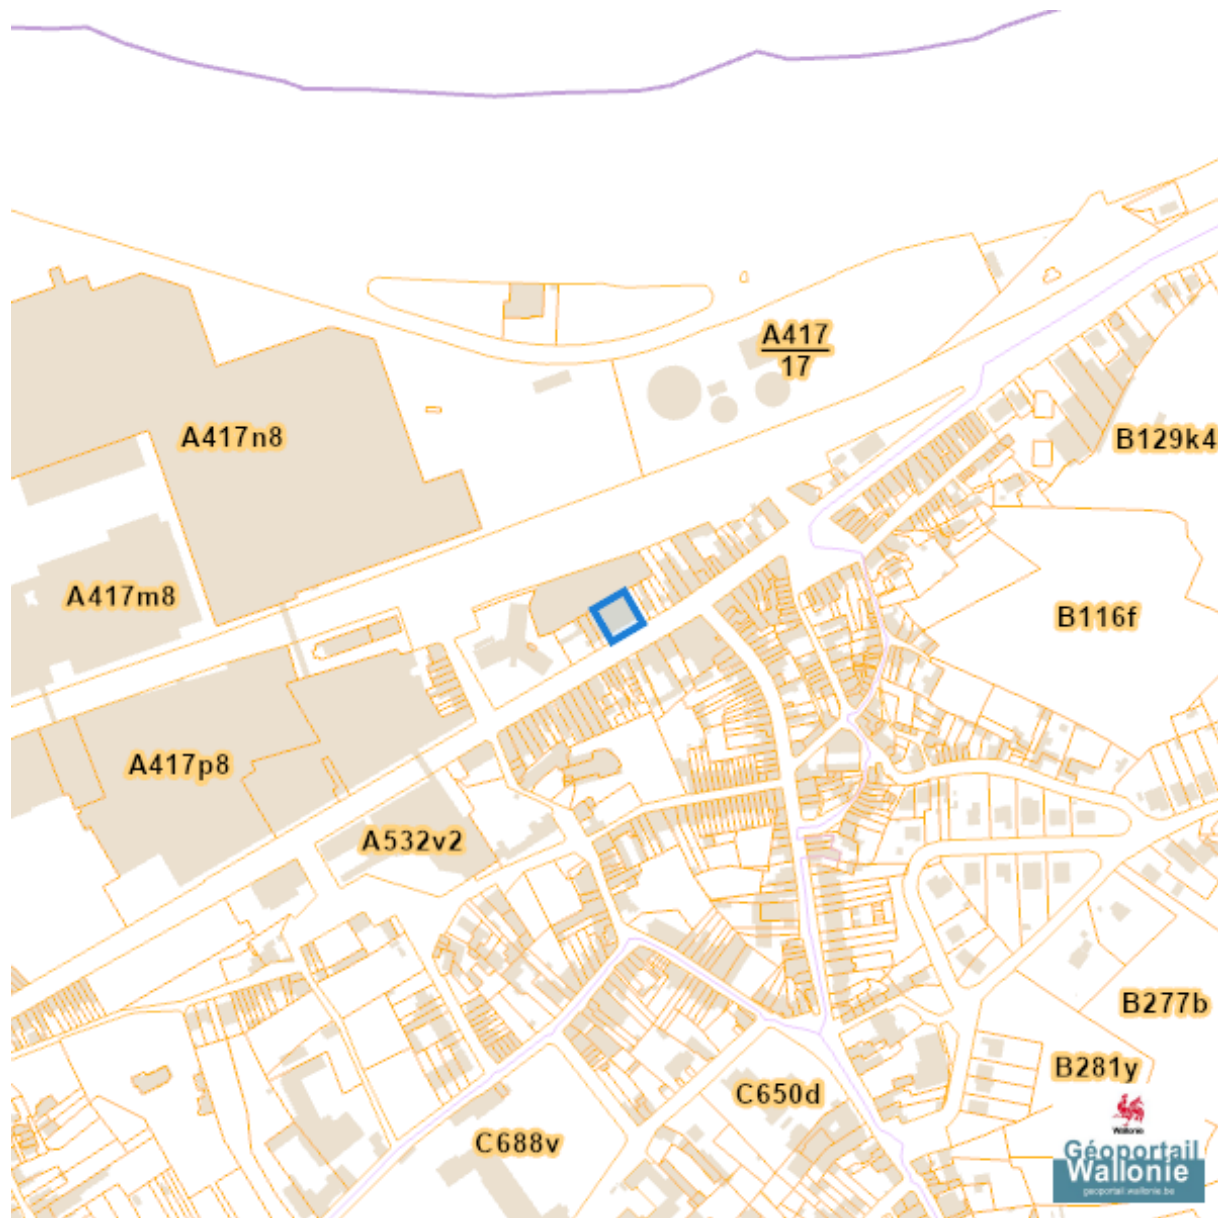 A417
17
A417n8
B129k4
A417m8
B116f
A417p8
A532v2
B277b
B281y
C650d
C688v
Wallonie
Géoportail
Wallonie
geoportail.wallonie.be